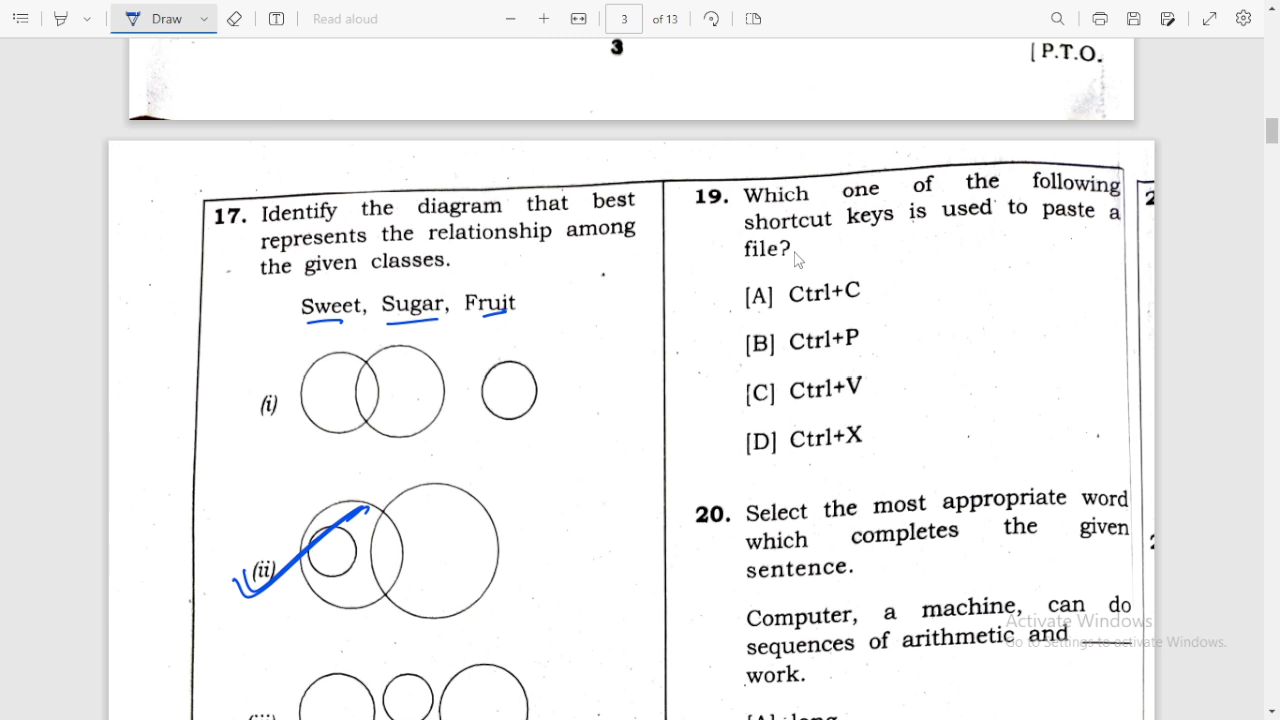 Draw
Read aloud
3
of 13
3
[ P.T.O.
17. Identify the diagram that best
represents the relationship among
the given classes.
Sweet, Sugar, Fruit
(i)
(ii)
(iii)
19. Which one of the following
shortcut keys is used to paste a
file?
[A] Ctrl+C
[B] Ctrl+P
[C] Ctrl+V
[D] Ctrl+X
20. Select the most appropriate word
which completes the given
sentence.
Computer, a machine, can do
sequences of arithmetic and ____
work.
[A] long
Activate Windows
Go to Settings to activate Windows.